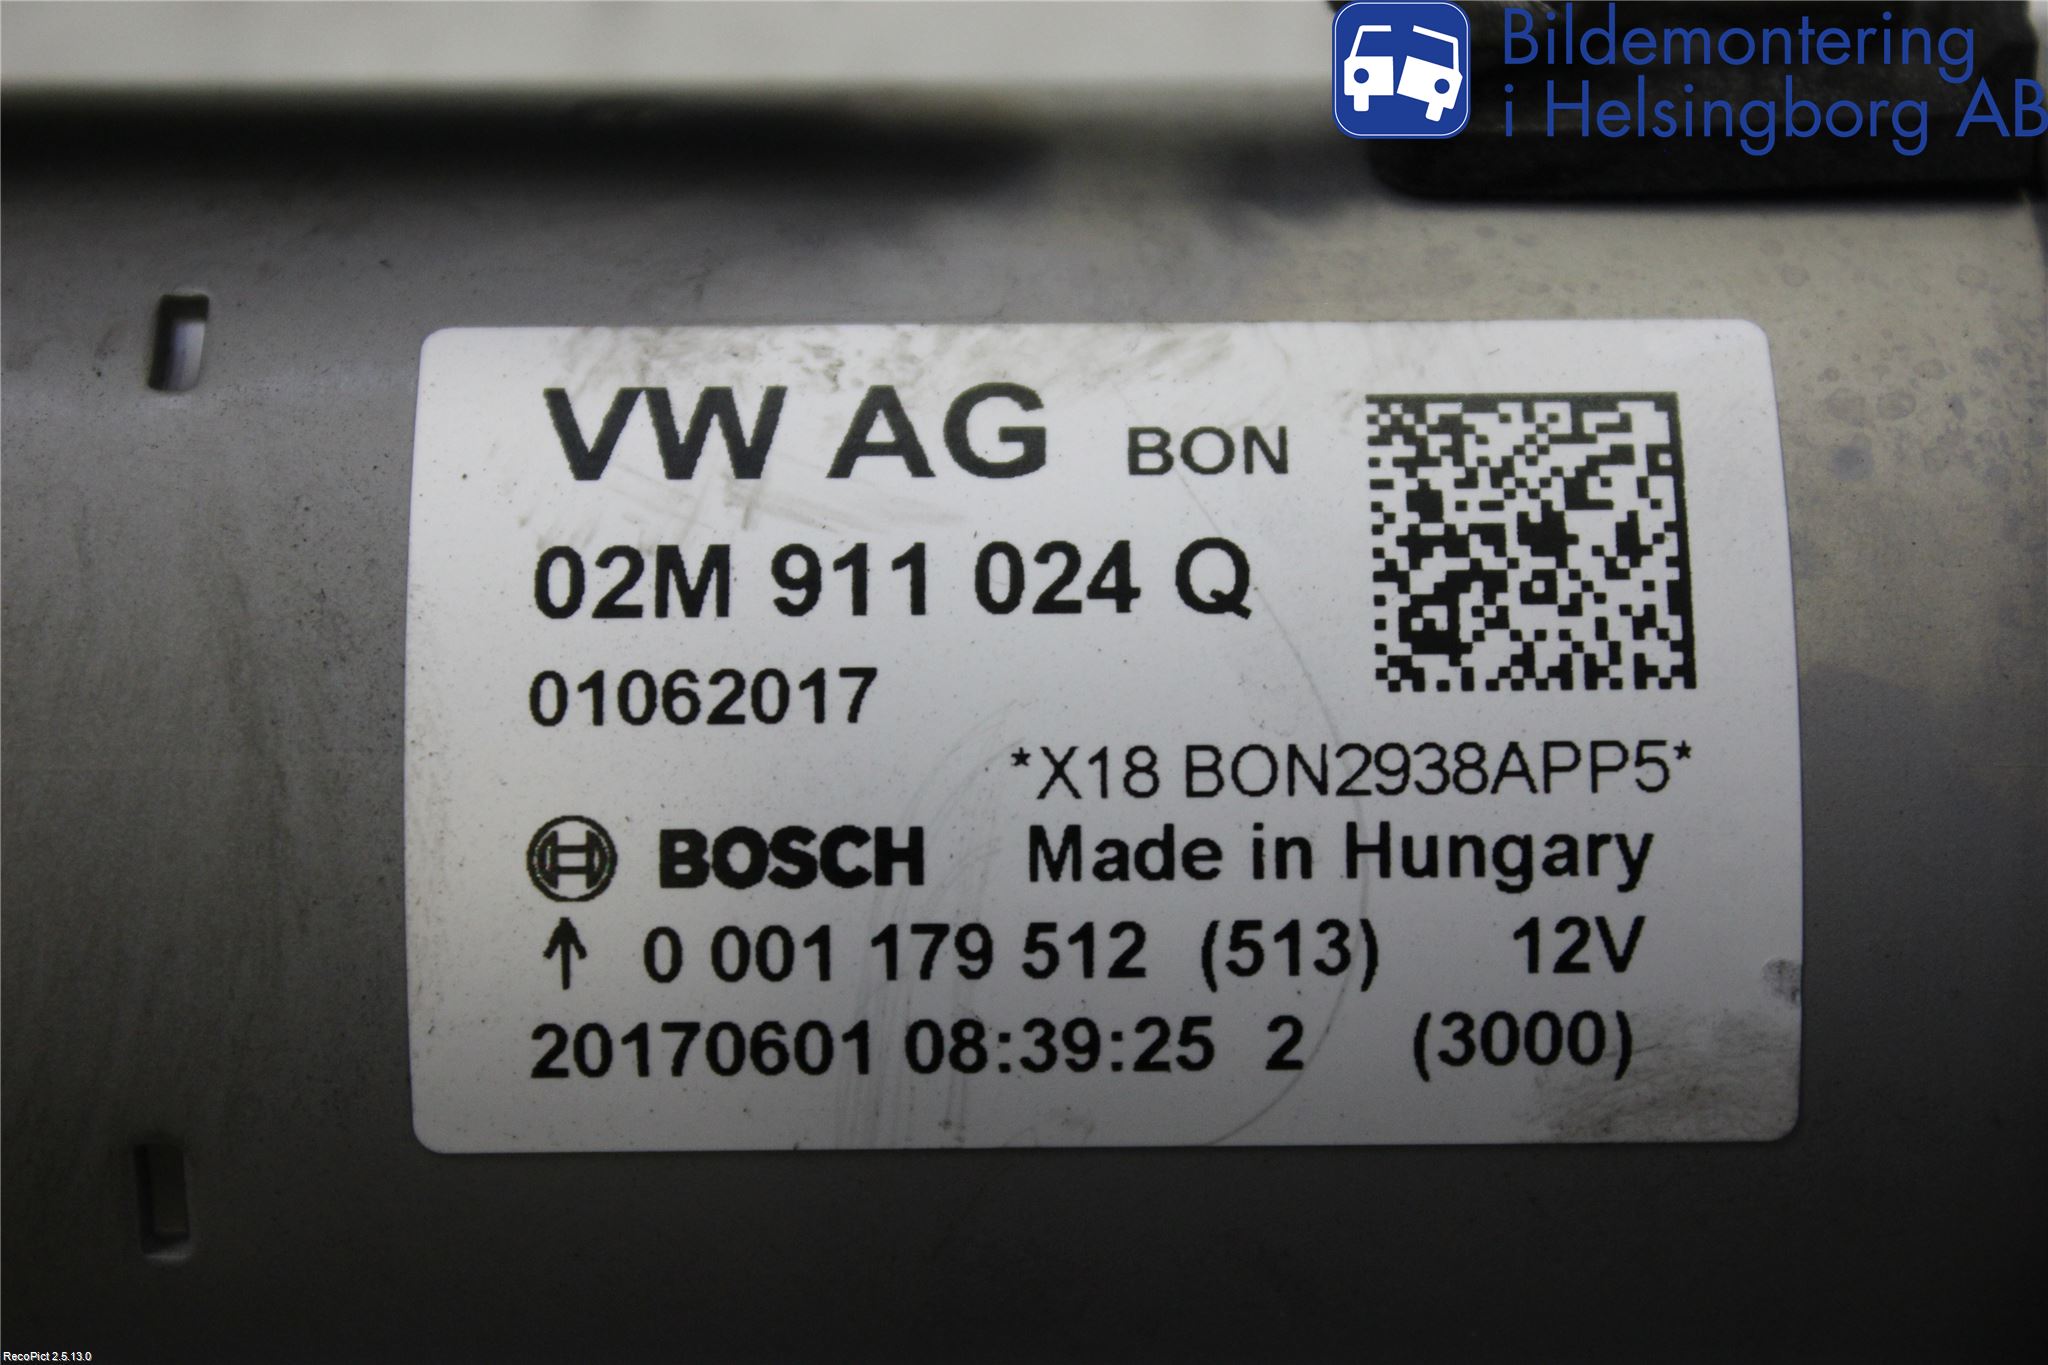 Bildemontering
i Helsingborg AB
VW AG BON
02M 911 024 Q
01062017
*X18 BON2938APP5*
BOSCH Made in Hungary
↑ 0 001 179 512 (513) 12V
20170601 08:39:25 2 (3000)
RecoPict 2.5.13.0